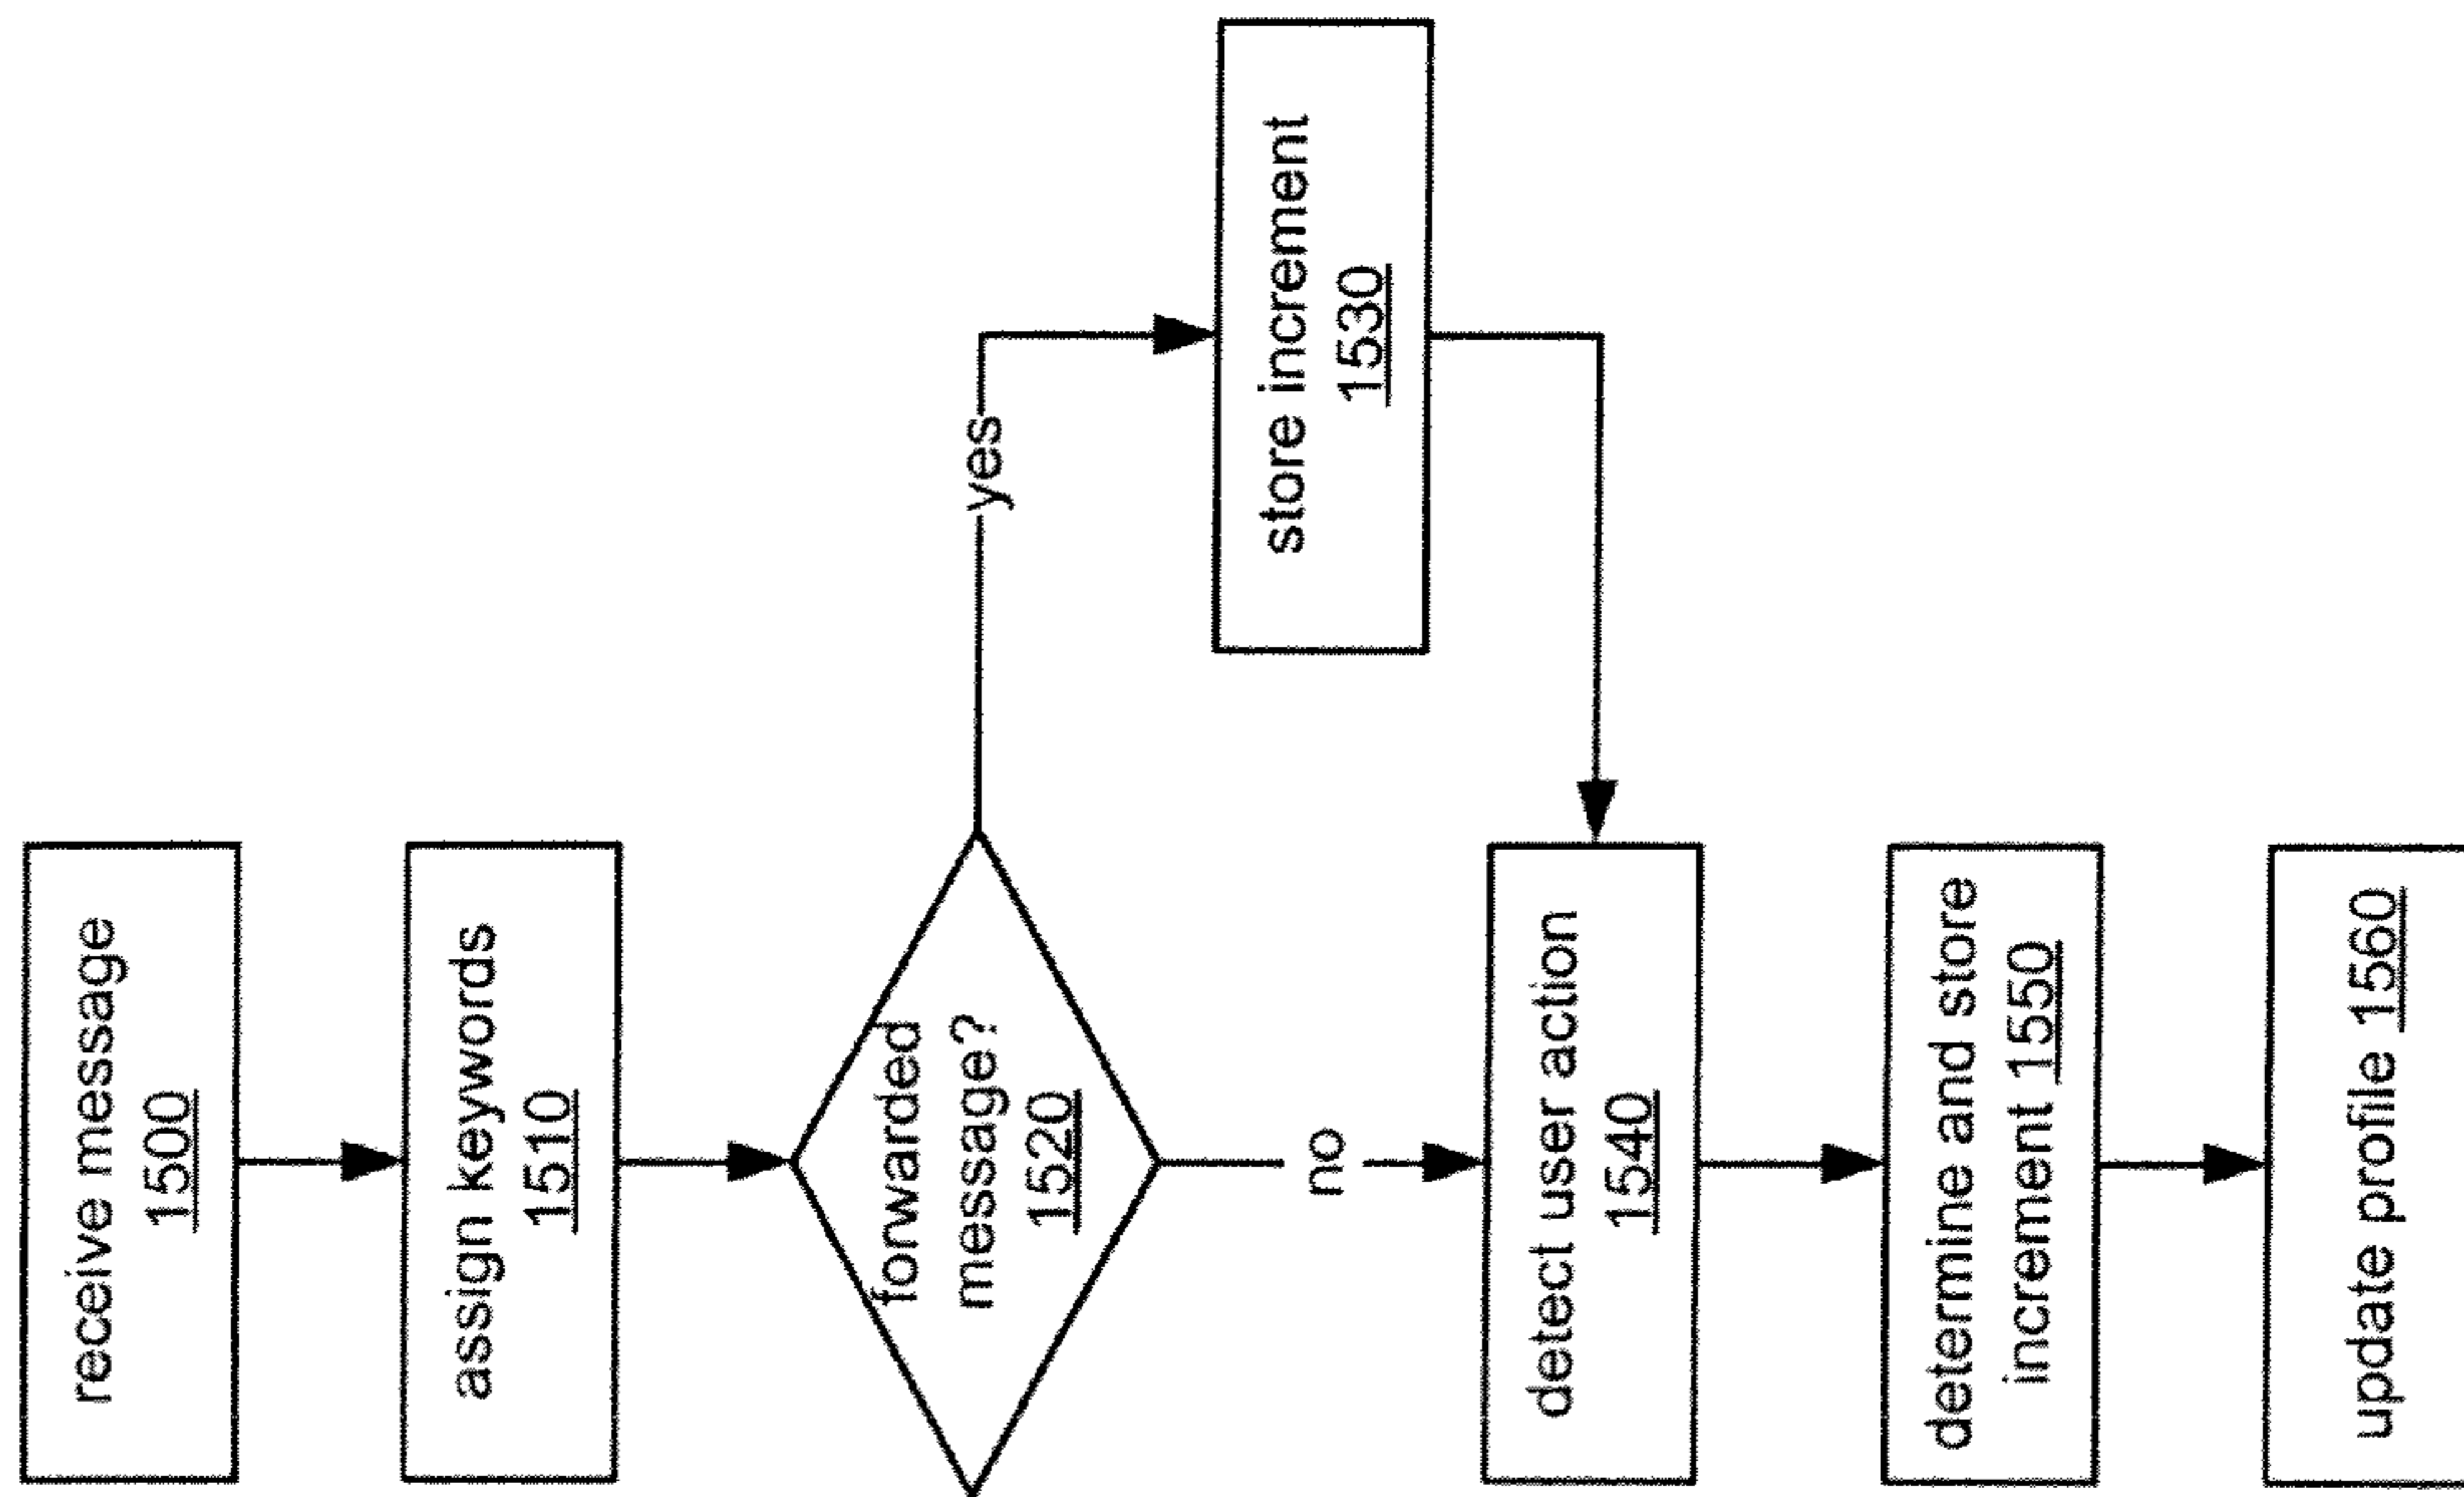 receive message
1500
assign keywords
1510
forwarded
message?
1520
yes
store increment
1530
no
detect user action
1540
determine and store
increment 1550
update profile 1560